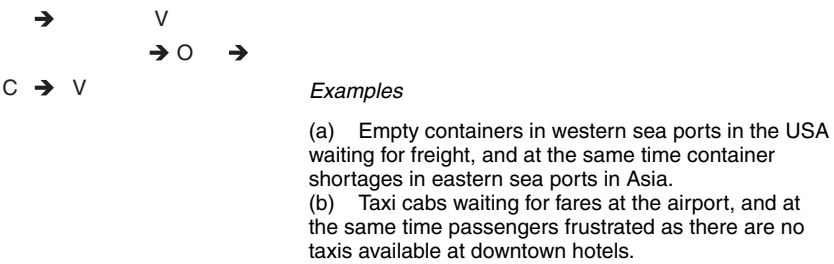 ➔ V
➔ O ➔
C ➔ V
Examples
(a) Empty containers in western sea ports in the USA
waiting for freight, and at the same time container
shortages in eastern sea ports in Asia.
(b) Taxi cabs waiting for fares at the airport, and at
the same time passengers frustrated as there are no
taxis available at downtown hotels.